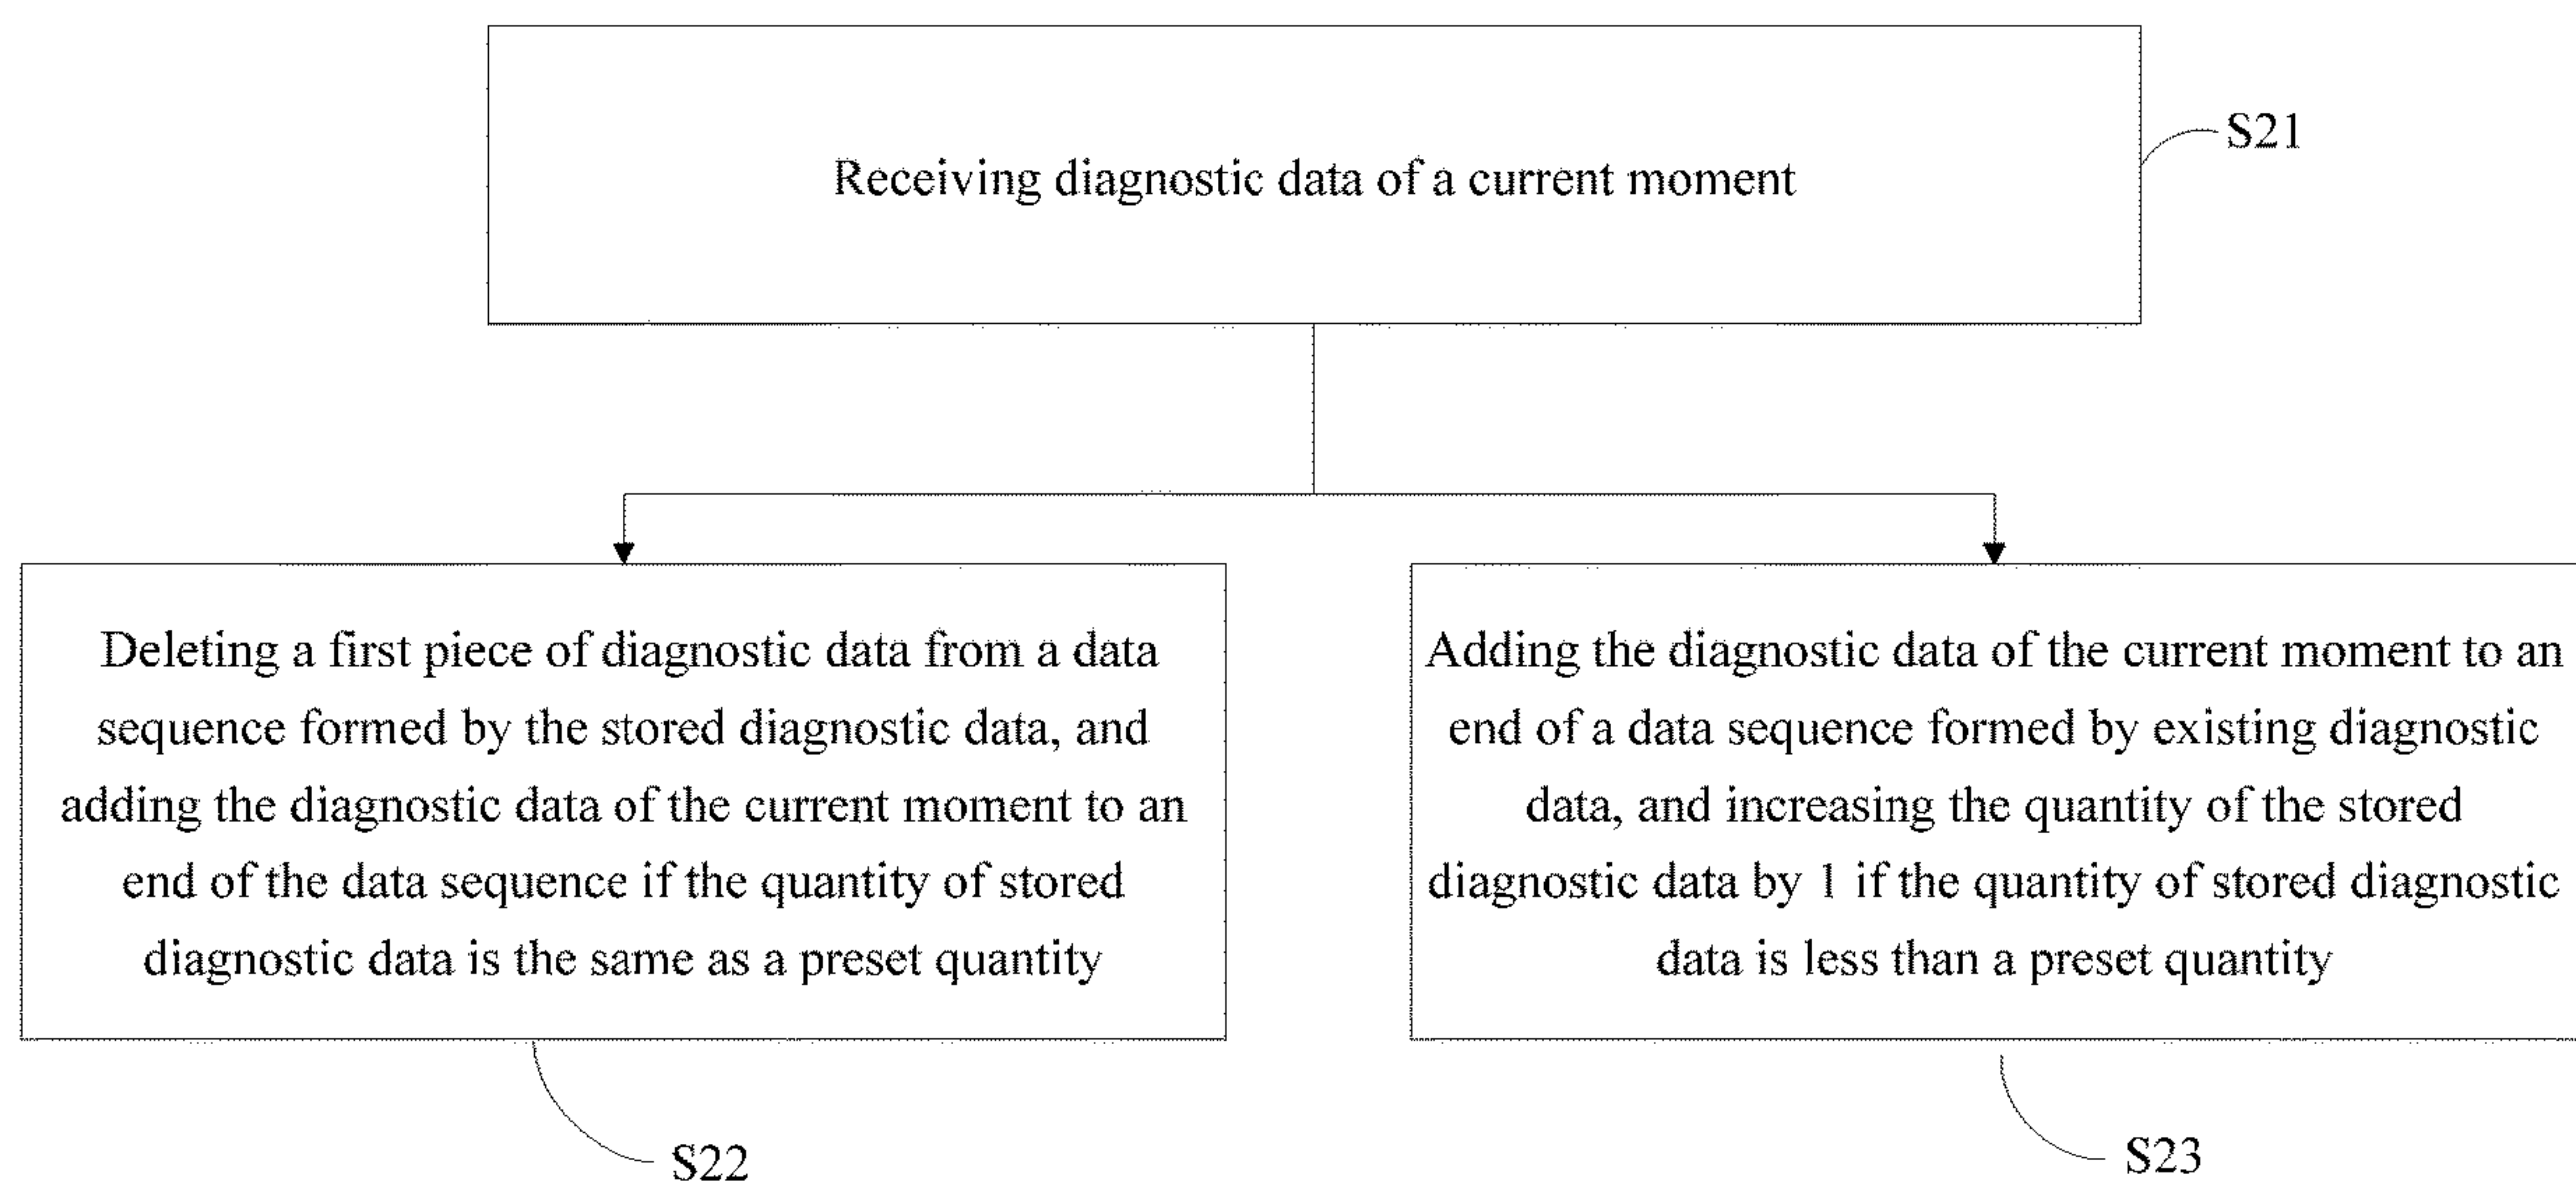 Receiving diagnostic data of a current moment
S21
Deleting a first piece of diagnostic data from a data
sequence formed by the stored diagnostic data, and
adding the diagnostic data of the current moment to an
end of the data sequence if the quantity of stored
diagnostic data is the same as a preset quantity
S22
Adding the diagnostic data of the current moment to an
end of a data sequence formed by existing diagnostic
data, and increasing the quantity of the stored
diagnostic data by 1 if the quantity of stored diagnostic
data is less than a preset quantity
S23